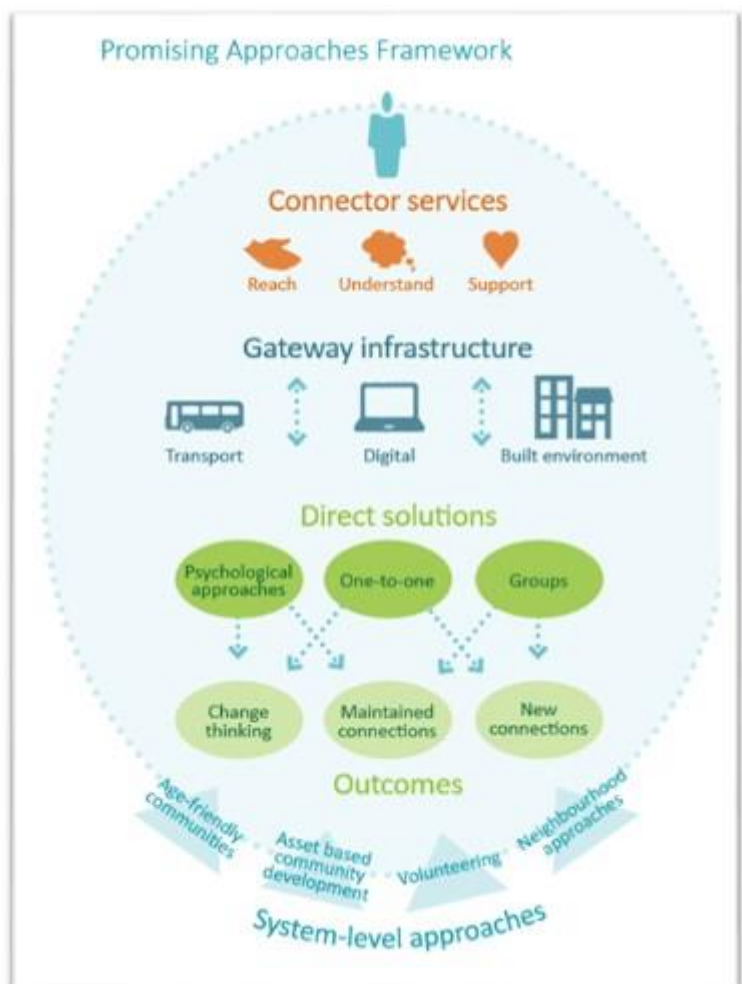 Promising Approaches Framework
Connector services
Reach Understand Support
Gateway infrastructure
Transport Digital Built environment
Direct solutions
Psychological
approaches
One-to-one
Groups
Change
thinking
Maintained
connections
New
connections
Outcomes
Age-friendly
communities
Asset based
community
development
Volunteering
Neighbourhood
approaches
System-level approaches